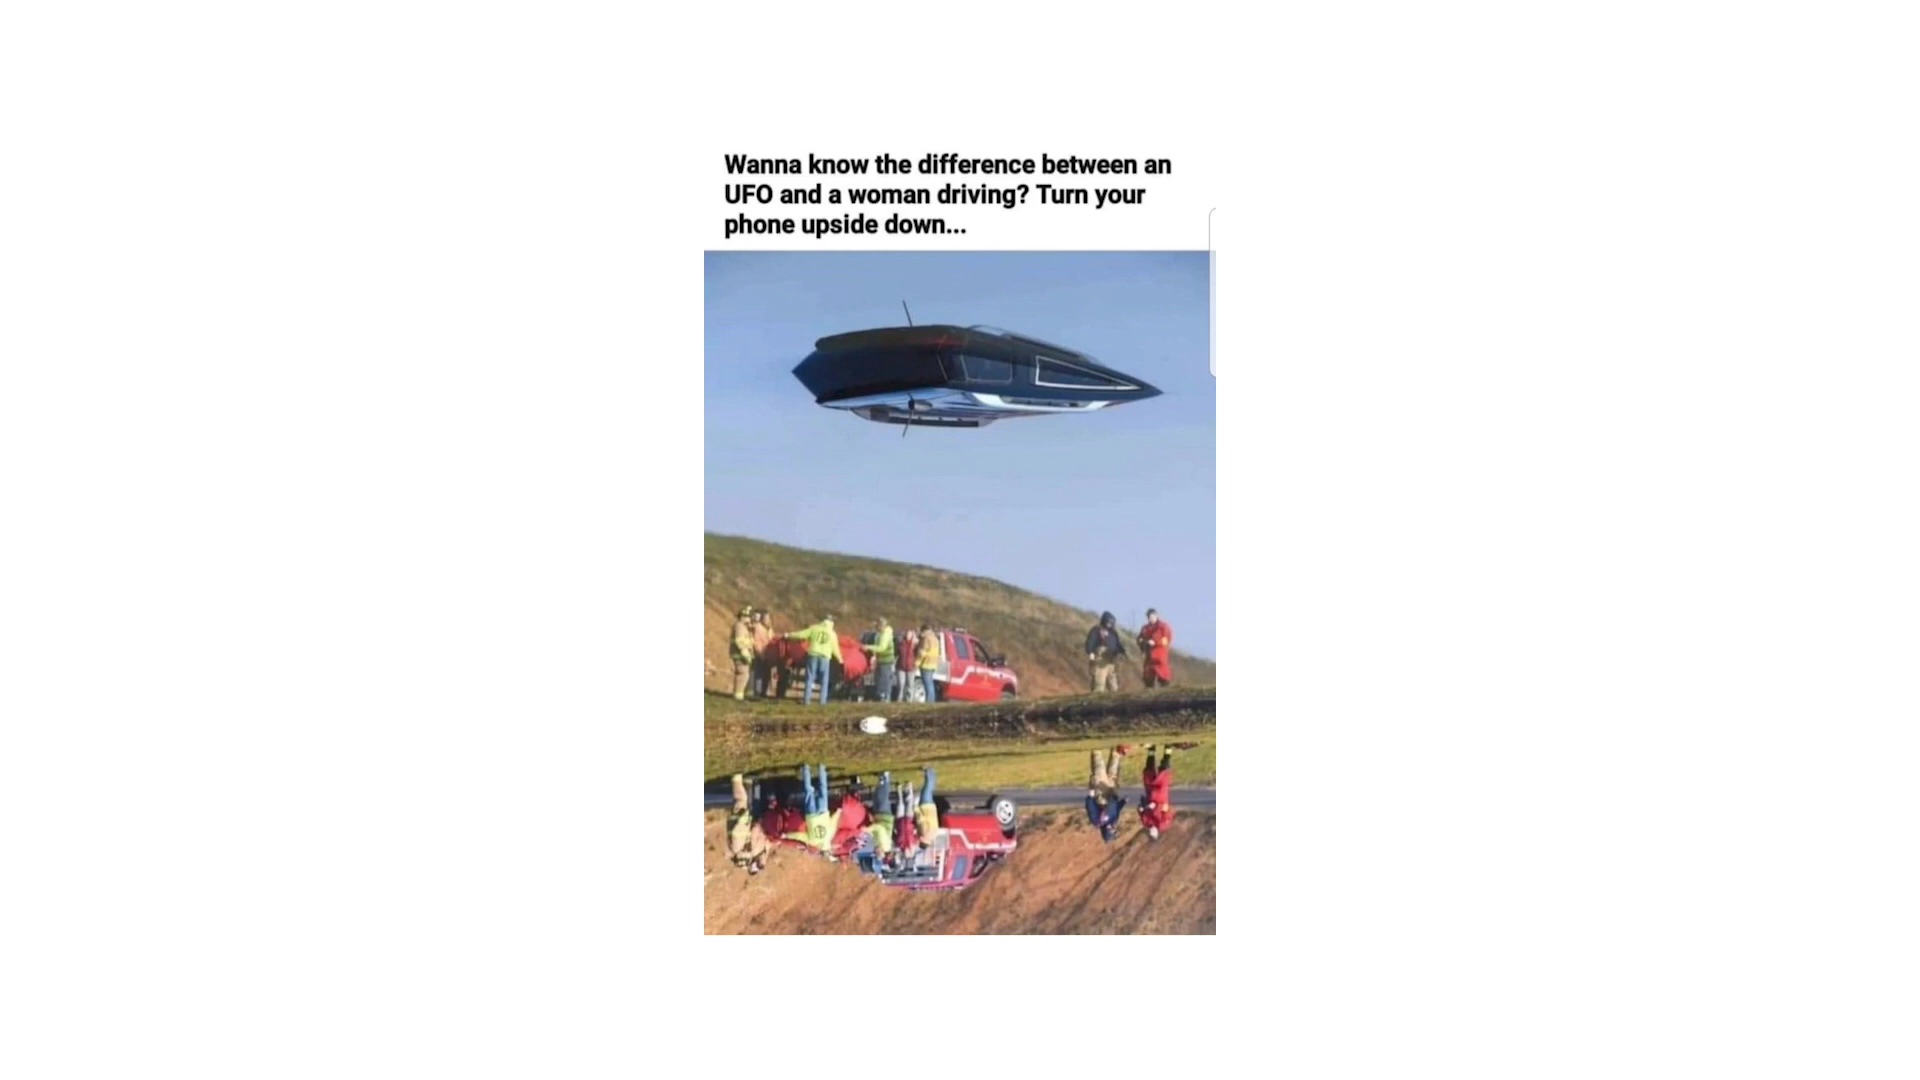 Wanna know the difference between an
UFO and a woman driving? Turn your
phone upside down...